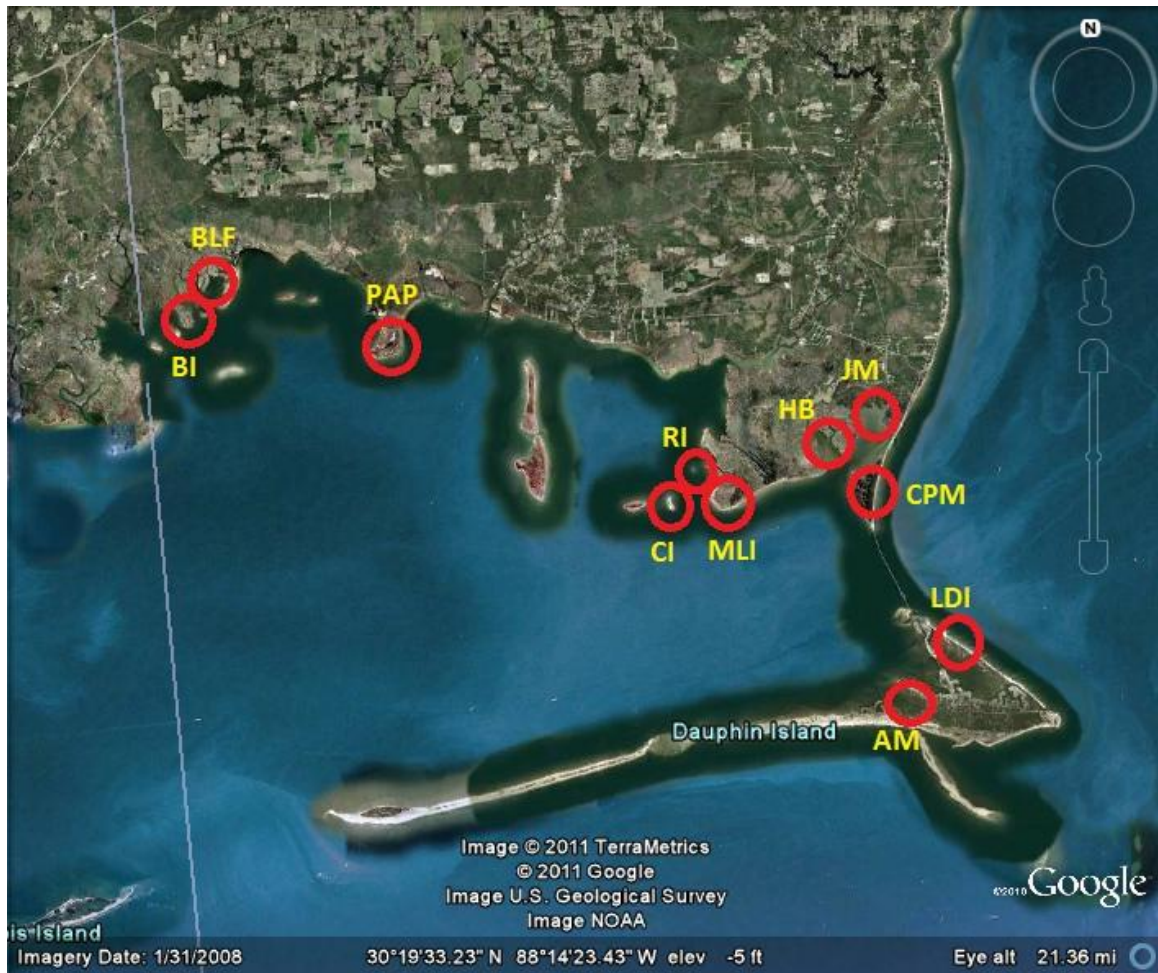 N
BLF
PAP
BI
JM
HB
RI
CPM
CI
MLI
LDI
Dauphin Island
AM
Image © 2011 TerraMetrics
© 2011 Google
Image U.S. Geological Survey
Image NOAA
©2010 Google
is Island
Imagery Date: 1/31/2008
30°19'33.23" N 88°14'23.43" W elev -5 ft
Eye alt 21.36 mi